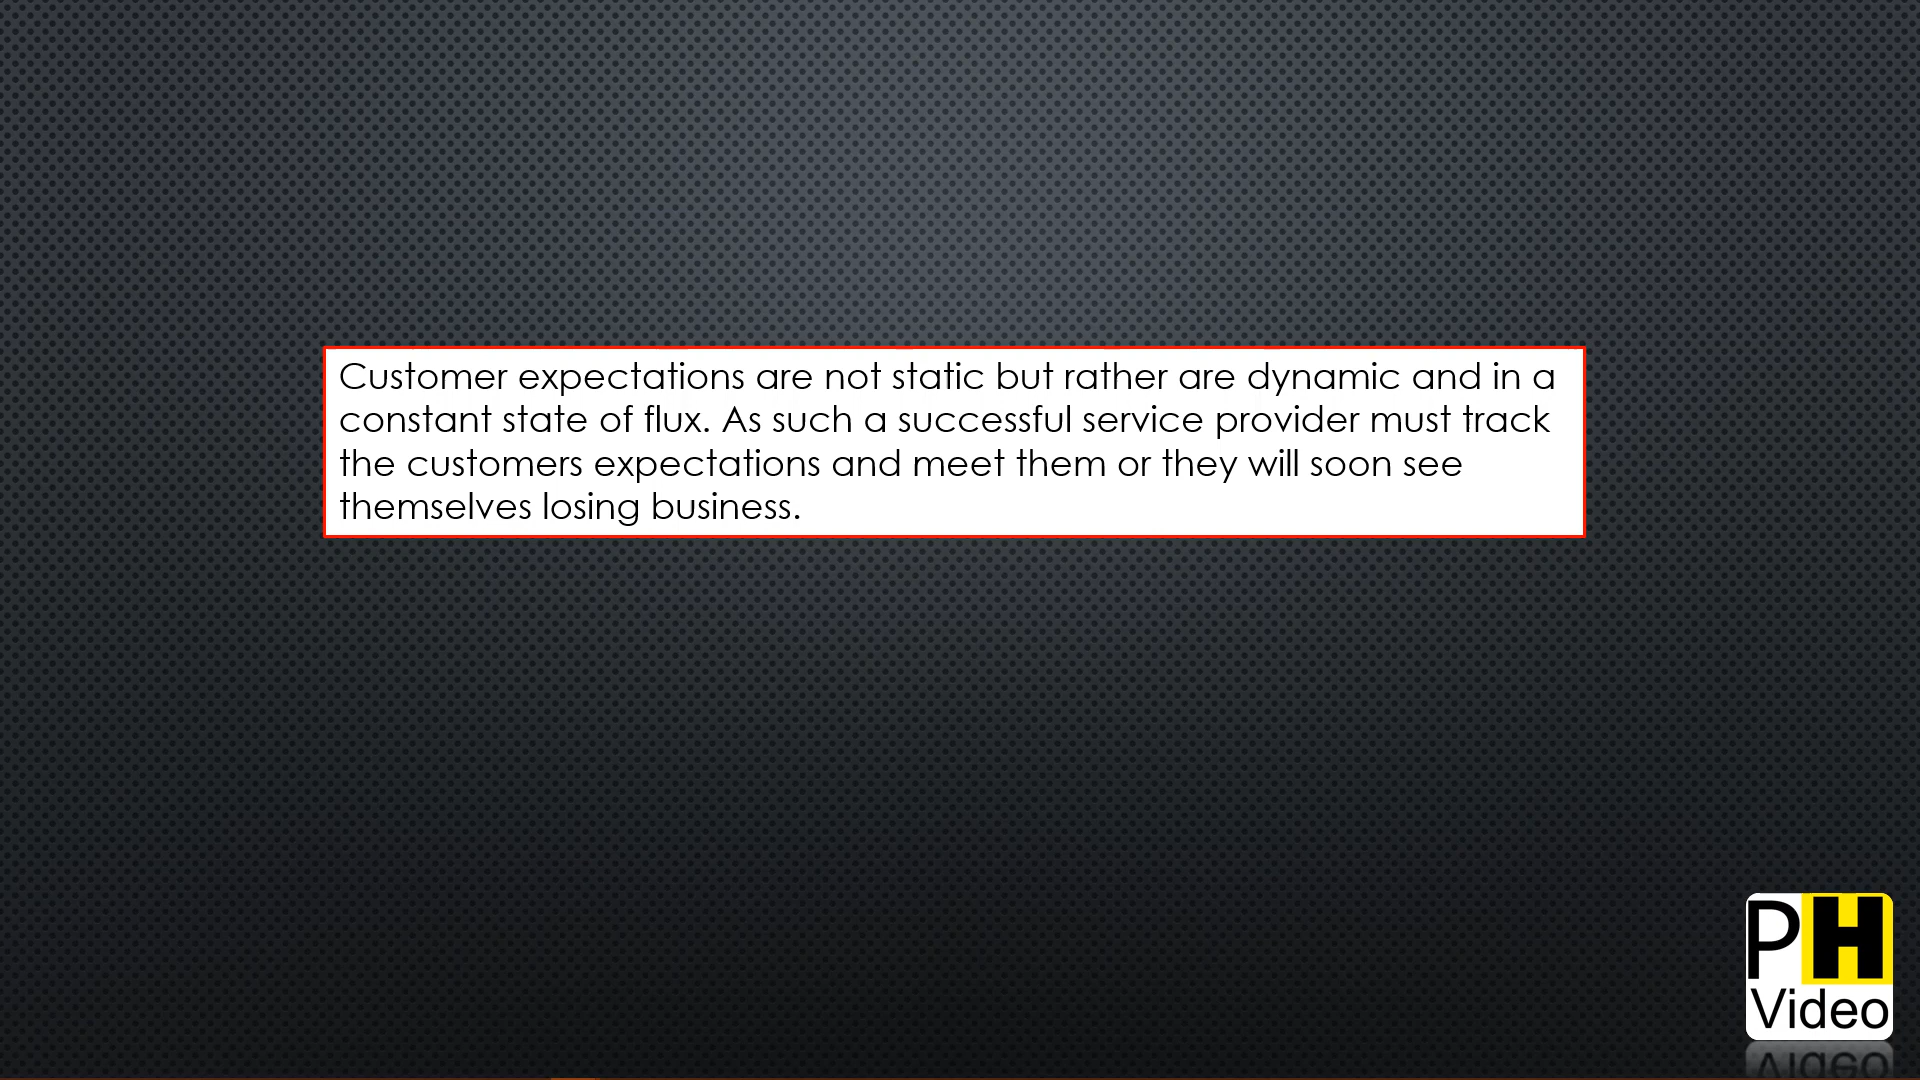 Customer expectations are not static but rather are dynamic and in a
constant state of flux. As such a successful service provider must track
the customers expectations and meet them or they will soon see
themselves losing business.
PH
Video